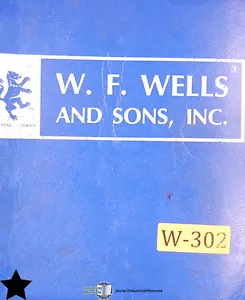 W. F. WELLS
AND SONS, INC.
W-302